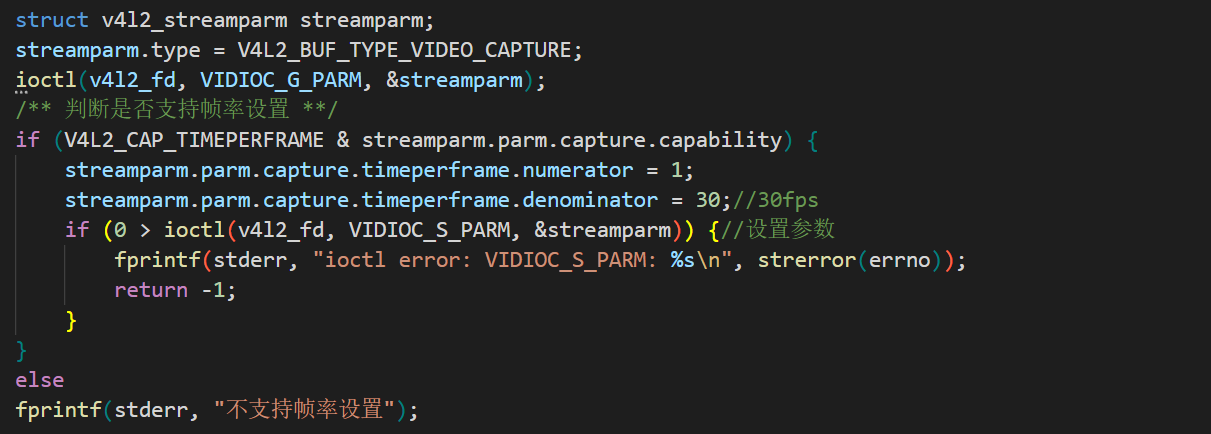 struct v4l2_streamparm streamparm;
streamparm.type = V4L2_BUF_TYPE_VIDEO_CAPTURE;
ioctl(v4l2_fd, VIDIOC_G_PARM, &streamparm);
/** 判断是否支持帧率设置 **/
if (V4L2_CAP_TIMEPERFRAME & streamparm.parm.capture.capability) {
    streamparm.parm.capture.timeperframe.numerator = 1;
    streamparm.parm.capture.timeperframe.denominator = 30;//30fps
    if (0 > ioctl(v4l2_fd, VIDIOC_S_PARM, &streamparm)) {//设置参数
        fprintf(stderr, "ioctl error: VIDIOC_S_PARM: %s\n", strerror(errno));
        return -1;
    }
}
else
fprintf(stderr, "不支持帧率设置");